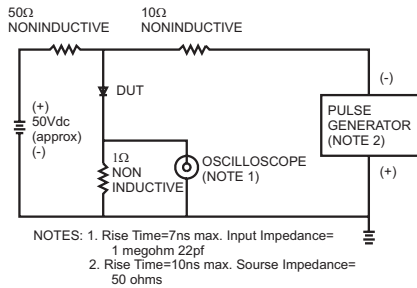 50Ω
NONINDUCTIVE
10Ω
NONINDUCTIVE
(+)
50Vdc
(approx)
(-)
DUT
1Ω
NON
INDUCTIVE
OSCILLOSCOPE
(NOTE 1)
(-)
PULSE
GENERATOR
(NOTE 2)
(+)
NOTES: 1. Rise Time=7ns max. Input Impedance=
1 megohm 22pf
2. Rise Time=10ns max. Sourse Impedance=
50 ohms